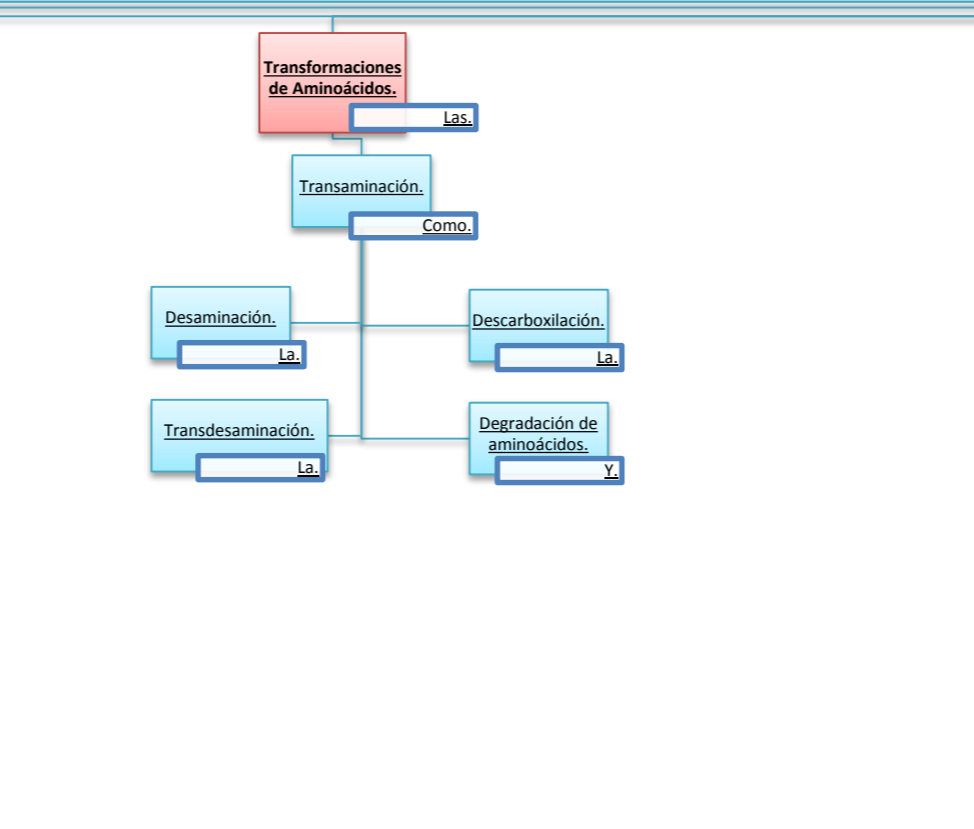 Transformaciones
de Aminoácidos.
Las.
Transaminación.
Como.
Desaminación.
La.
Descarboxilación.
La.
Transdesaminación.
La.
Degradación de
aminoácidos.
Y.